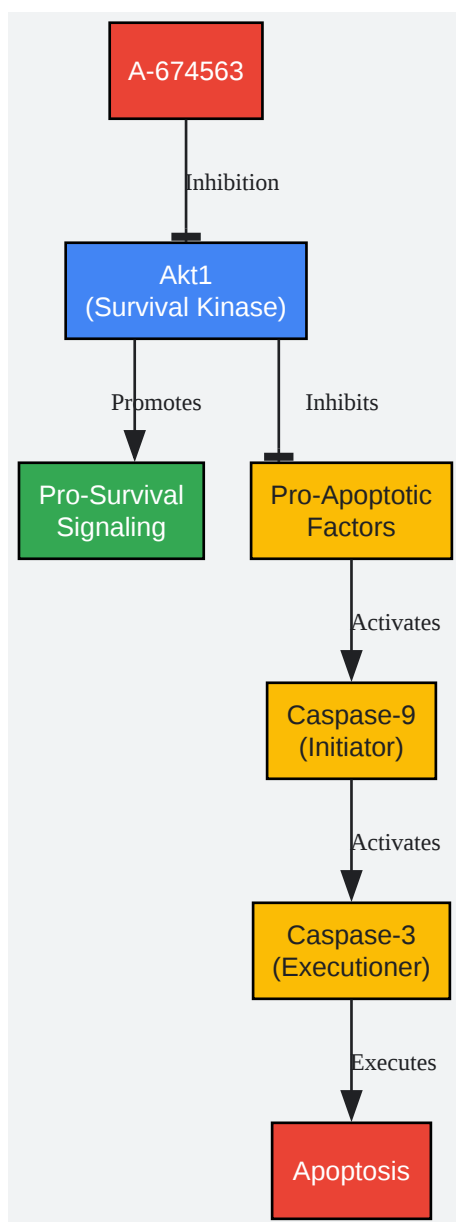 A-674563
Inhibition
Akt1
(Survival Kinase)
Promotes
Inhibits
Pro-Survival
Signaling
Pro-Apoptotic
Factors
Activates
Caspase-9
(Initiator)
Activates
Caspase-3
(Executioner)
Executes
Apoptosis